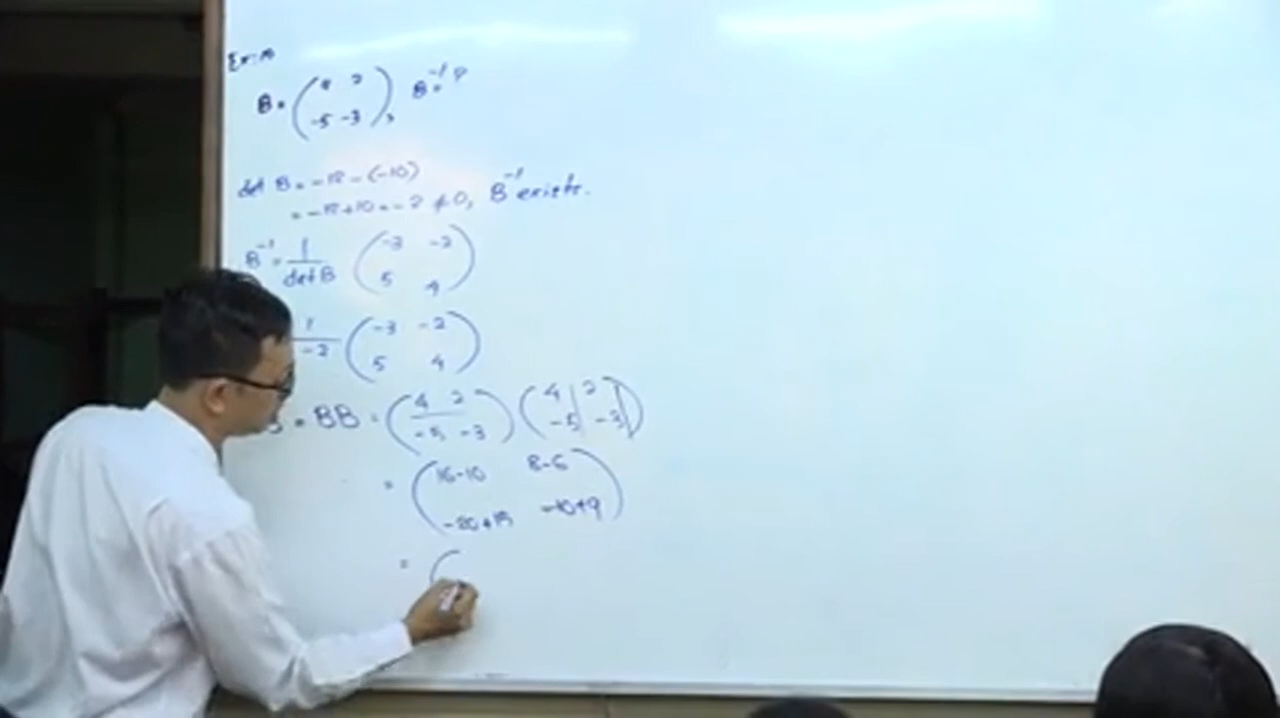 B = ( 4 2 ), B⁻¹ = ?
-5 -3
det B = -12 - (-10)
= -12 + 10 = -2 ≠ 0, B⁻¹ exists.
B⁻¹ = 1/det B ( -3 -2 )
5 4
1/-2 ( -3 -2 )
5 4
= BB = ( 4 2 ) ( 4 2 )
-5 -3 -5 -3
= ( 16-10 8-6 )
-20+15 -10+9
= (